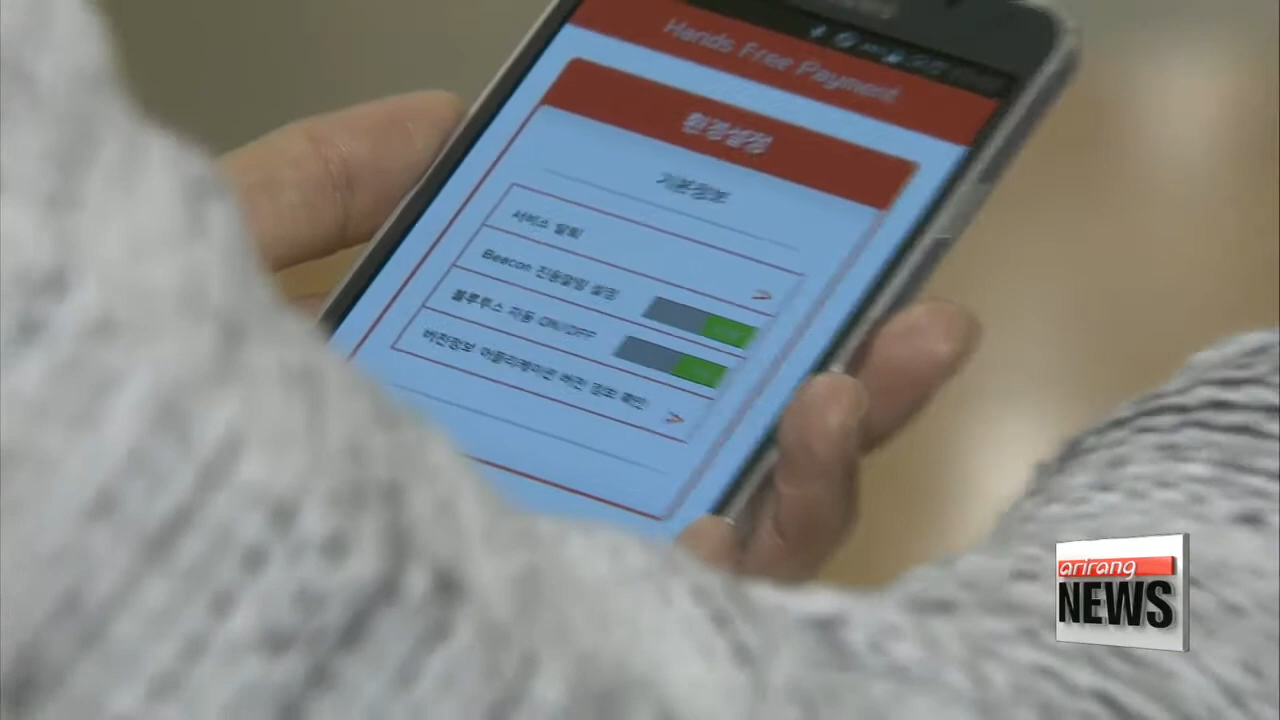 Hands Free Payment
환경설정
기본정보
서비스 탈퇴
Beacon 진동알림 설정
블루투스 자동 ON/OFF
버전정보 어플리케이션 버전 정보 확인
arirang
NEWS